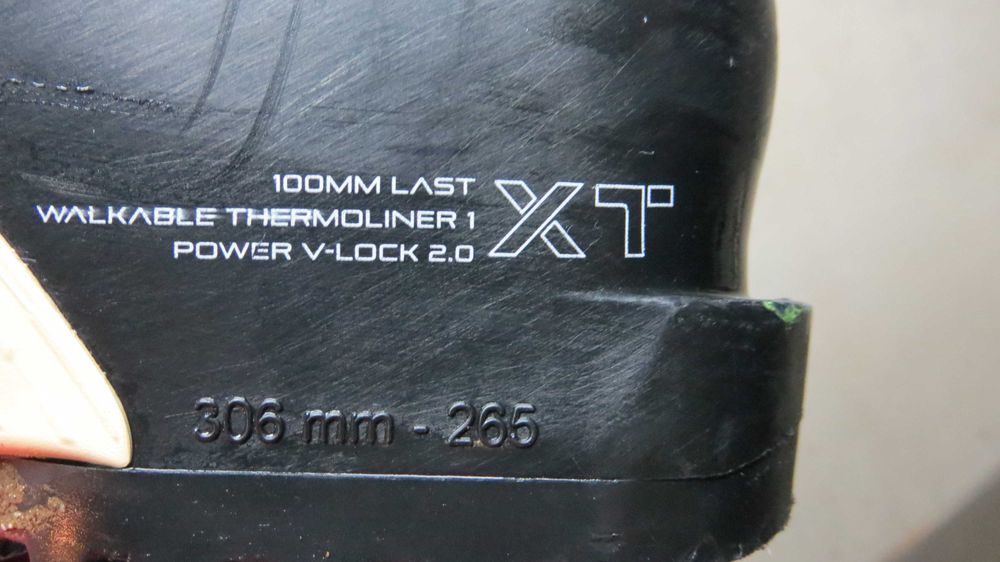 100MM LAST
WALKABLE THERMOLINER 1
POWER V-LOCK 2.0
XT
306 mm - 265